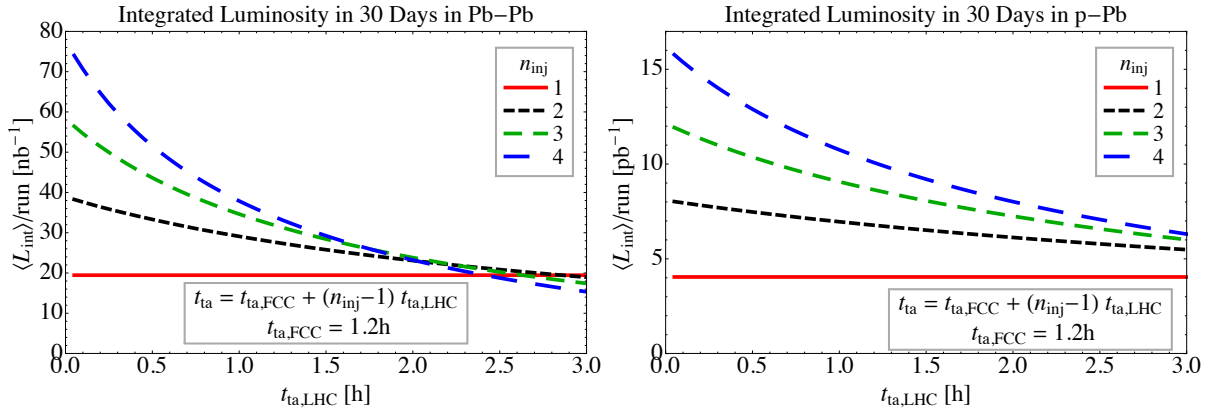 Integrated Luminosity in 30 Days in Pb−Pb
⟨L_int⟩/run [nb⁻¹]
80
70
60
50
40
30
20
10
0
n_inj
1
2
3
4
t_ta = t_ta,FCC + (n_inj−1) t_ta,LHC
t_ta,FCC = 1.2h
0.0 0.5 1.0 1.5 2.0 2.5 3.0
t_ta,LHC [h]
Integrated Luminosity in 30 Days in p−Pb
⟨L_int⟩/run [pb⁻¹]
15
10
5
0
n_inj
1
2
3
4
t_ta = t_ta,FCC + (n_inj−1) t_ta,LHC
t_ta,FCC = 1.2h
0.0 0.5 1.0 1.5 2.0 2.5 3.0
t_ta,LHC [h]